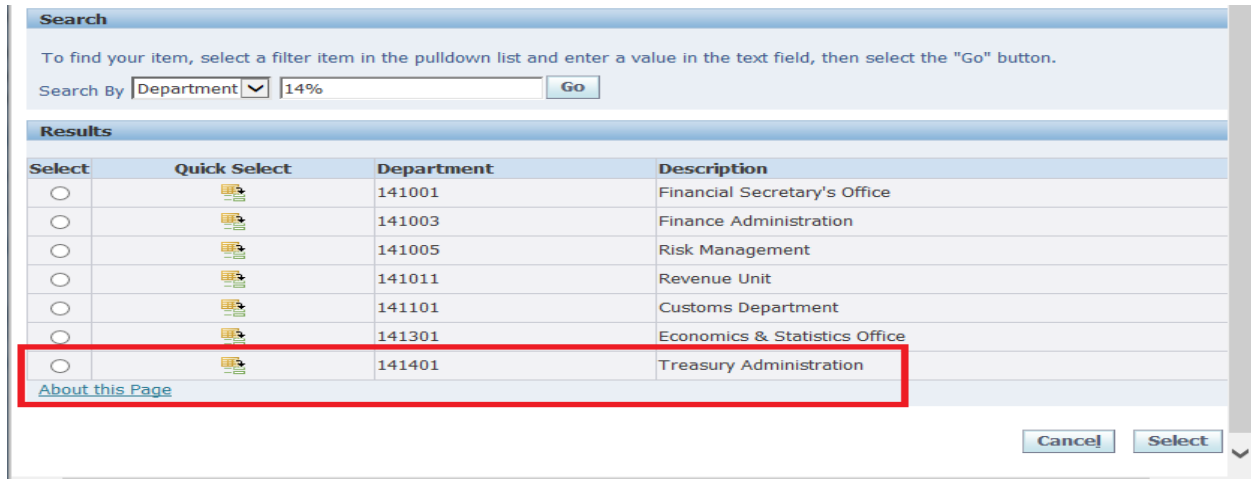 Search
To find your item, select a filter item in the pulldown list and enter a value in the text field, then select the "Go" button.
Search By Department 14% Go
Results
Select Quick Select Department Description
141001 Financial Secretary's Office
141003 Finance Administration
141005 Risk Management
141011 Revenue Unit
141101 Customs Department
141301 Economics & Statistics Office
141401 Treasury Administration
About this Page
Cancel Select